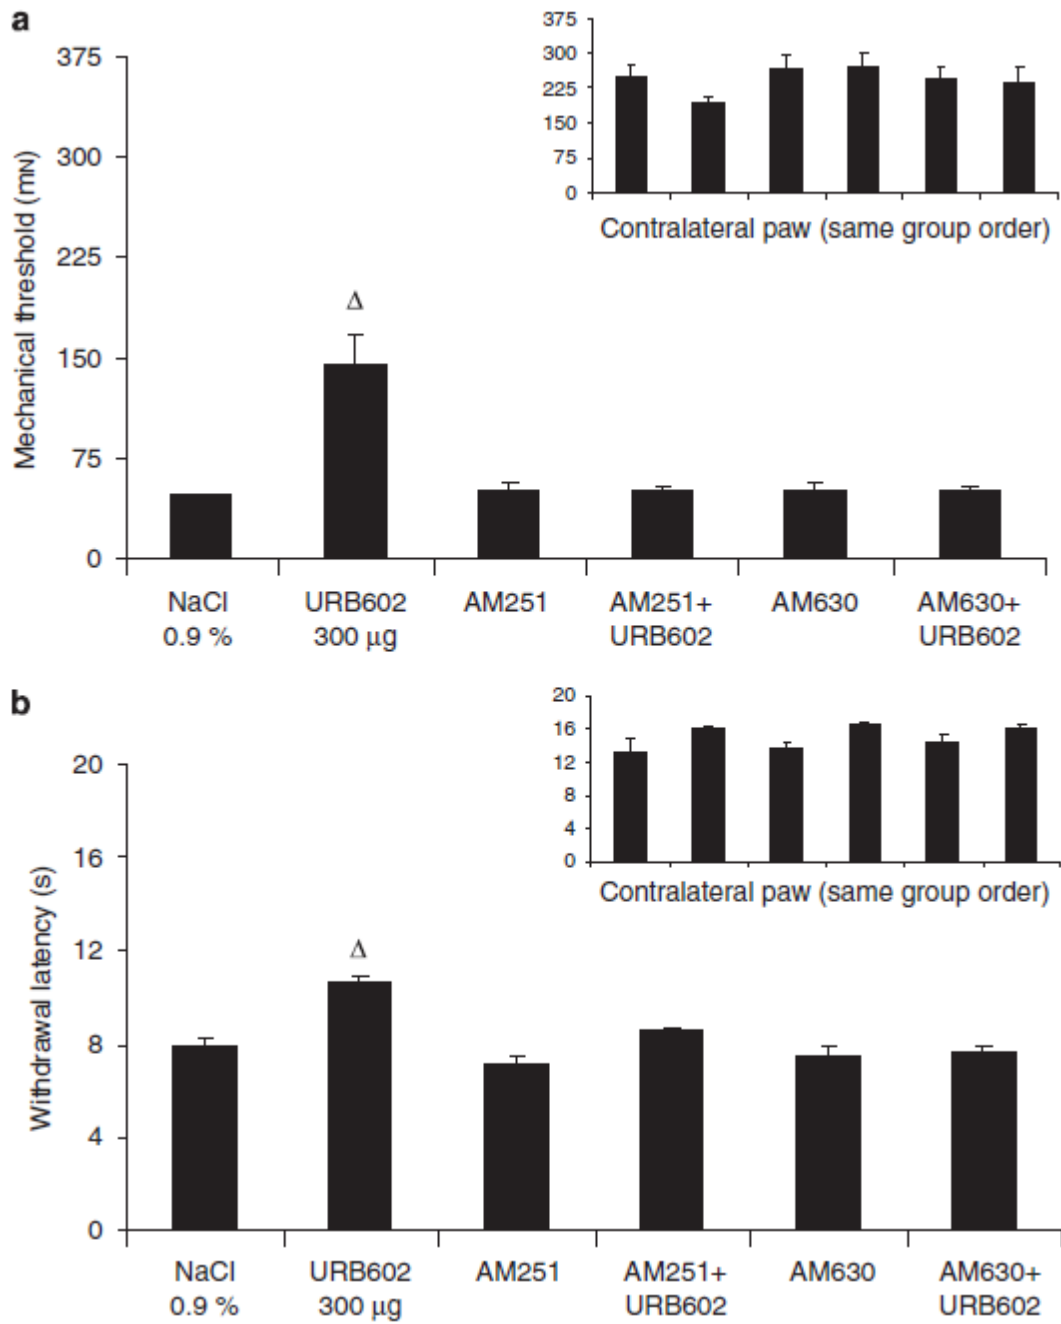 a
375
300
225
150
75
0
Mechanical threshold (mN)
Δ
NaCl
0.9 %
URB602
300 μg
AM251
AM251+
URB602
AM630
AM630+
URB602
375
300
225
150
75
0
Contralateral paw (same group order)
b
20
16
12
8
4
0
Withdrawal latency (s)
Δ
NaCl
0.9 %
URB602
300 μg
AM251
AM251+
URB602
AM630
AM630+
URB602
20
16
12
8
4
0
Contralateral paw (same group order)